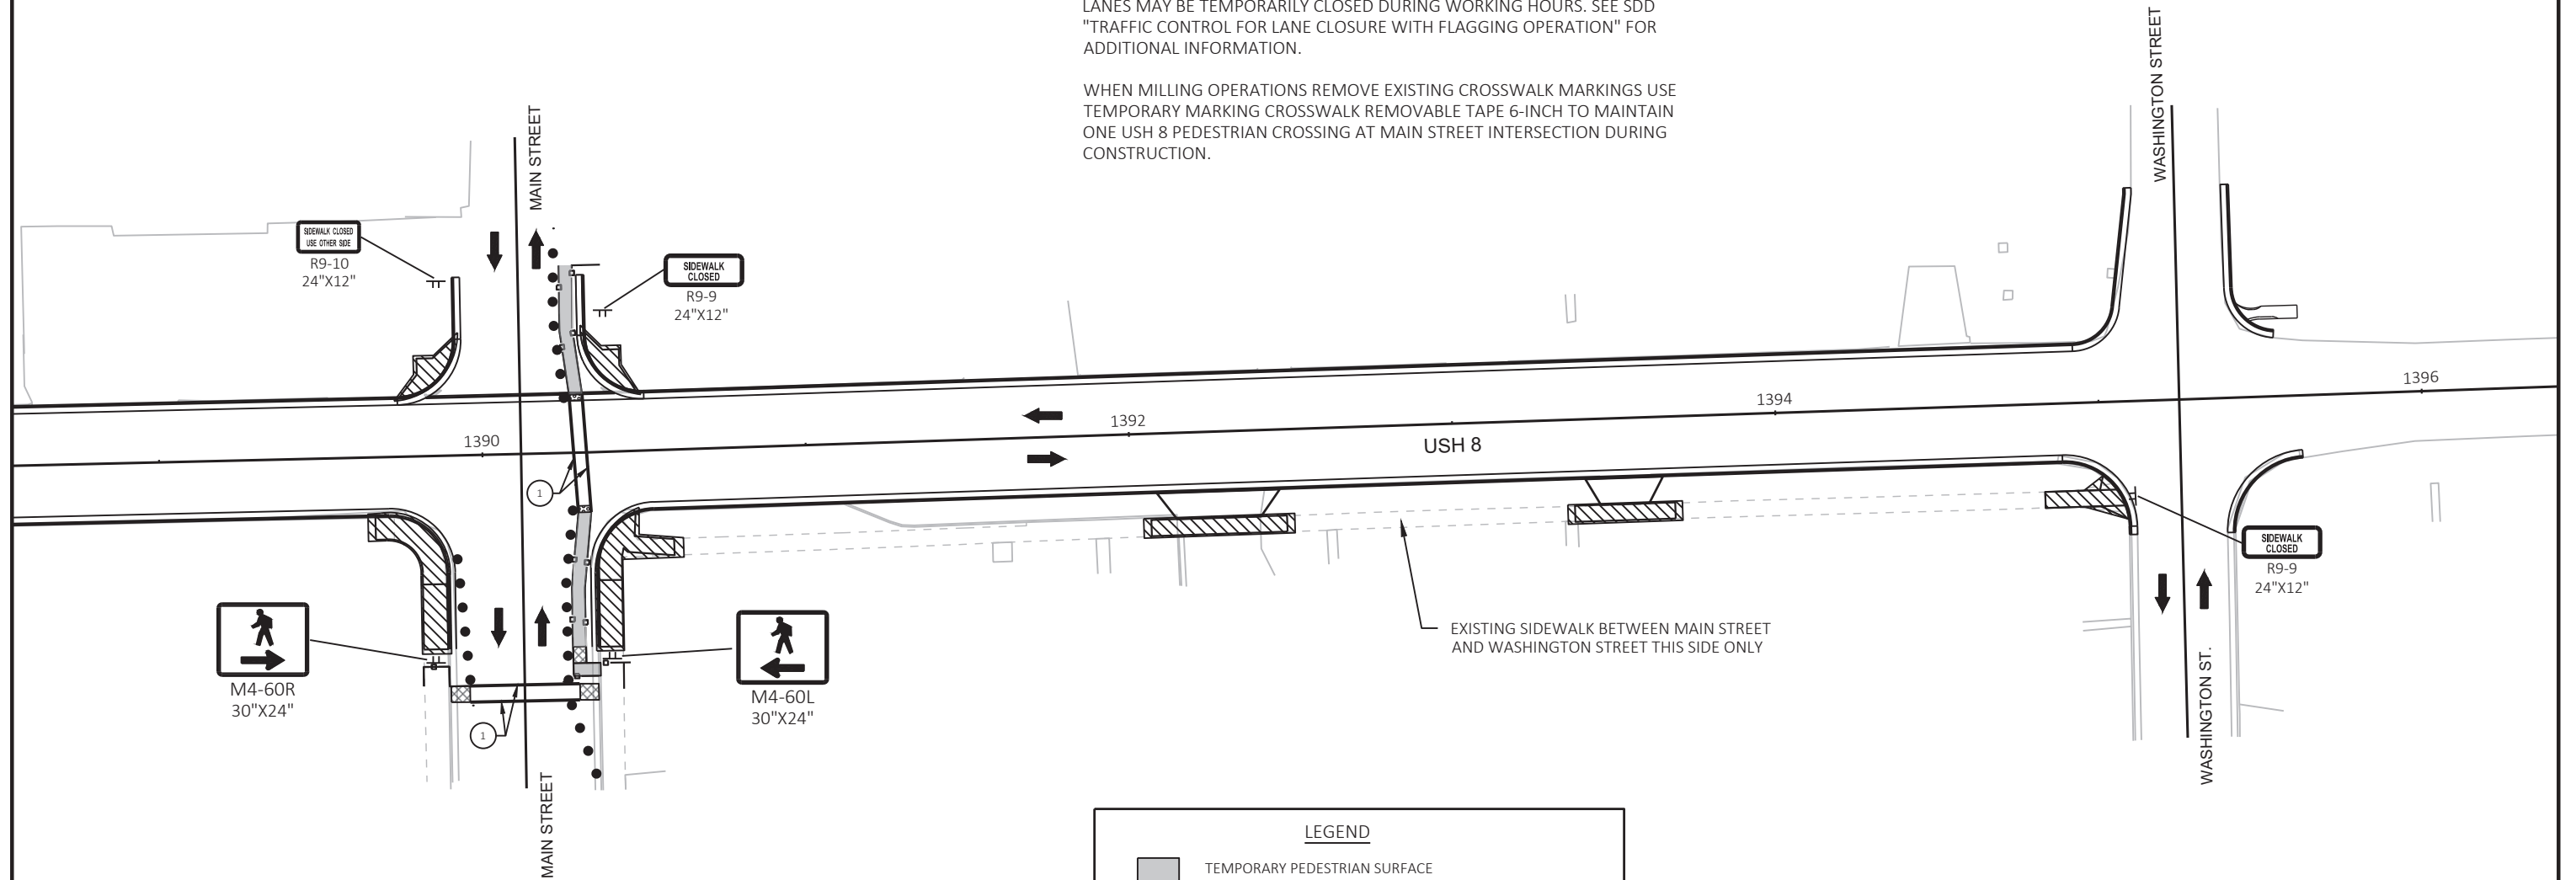 LANES MAY BE TEMPORARILY CLOSED DURING WORKING HOURS. SEE SDD
"TRAFFIC CONTROL FOR LANE CLOSURE WITH FLAGGING OPERATION" FOR
ADDITIONAL INFORMATION.
WHEN MILLING OPERATIONS REMOVE EXISTING CROSSWALK MARKINGS USE
TEMPORARY MARKING CROSSWALK REMOVABLE TAPE 6-INCH TO MAINTAIN
ONE USH 8 PEDESTRIAN CROSSING AT MAIN STREET INTERSECTION DURING
CONSTRUCTION.
WASHINGTON STREET
MAIN STREET
SIDEWALK CLOSED
USE OTHER SIDE
R9-10
24"X12"
SIDEWALK
CLOSED
R9-9
24"X12"
1390
1392
1394
1396
USH 8
1
SIDEWALK
CLOSED
R9-9
24"X12"
EXISTING SIDEWALK BETWEEN MAIN STREET
AND WASHINGTON STREET THIS SIDE ONLY
M4-60R
30"X24"
M4-60L
30"X24"
1
WASHINGTON ST.
MAIN STREET
LEGEND
TEMPORARY PEDESTRIAN SURFACE